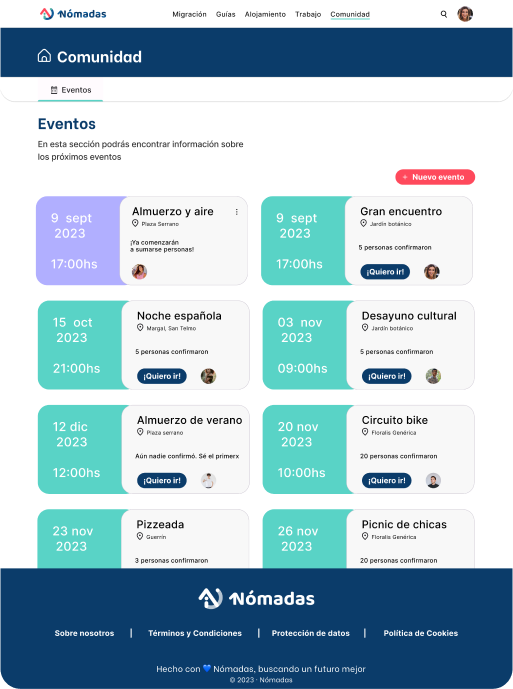 Nómadas
Migración Guías Alojamiento Trabajo Comunidad
Comunidad
Eventos
Eventos
En esta sección podrás encontrar información sobre
los próximos eventos
+ Nuevo evento
9 sept
2023
17:00hs
Almuerzo y aire
Plaza Serrano
¡Ya comenzarán
a sumarse personas!
9 sept
2023
17:00hs
Gran encuentro
Jardín botánico
5 personas confirmaron
¡Quiero ir!
15 oct
2023
21:00hs
Noche española
Margal, San Telmo
5 personas confirmaron
¡Quiero ir!
03 nov
2023
09:00hs
Desayuno cultural
Jardín botánico
5 personas confirmaron
¡Quiero ir!
12 dic
2023
12:00hs
Almuerzo de verano
Plaza serrano
Aún nadie confirmó. Sé el primerx
¡Quiero ir!
20 nov
2023
10:00hs
Circuito bike
Floralis Genérica
20 personas confirmaron
¡Quiero ir!
23 nov
2023
Pizzeada
Guerrín
3 personas confirmaron
26 nov
2023
Picnic de chicas
Floralis Genérica
20 personas confirmaron
Nómadas
Sobre nosotros | Términos y Condiciones | Protección de datos | Política de Cookies
Hecho con 💙 Nómadas, buscando un futuro mejor
© 2023 · Nómadas